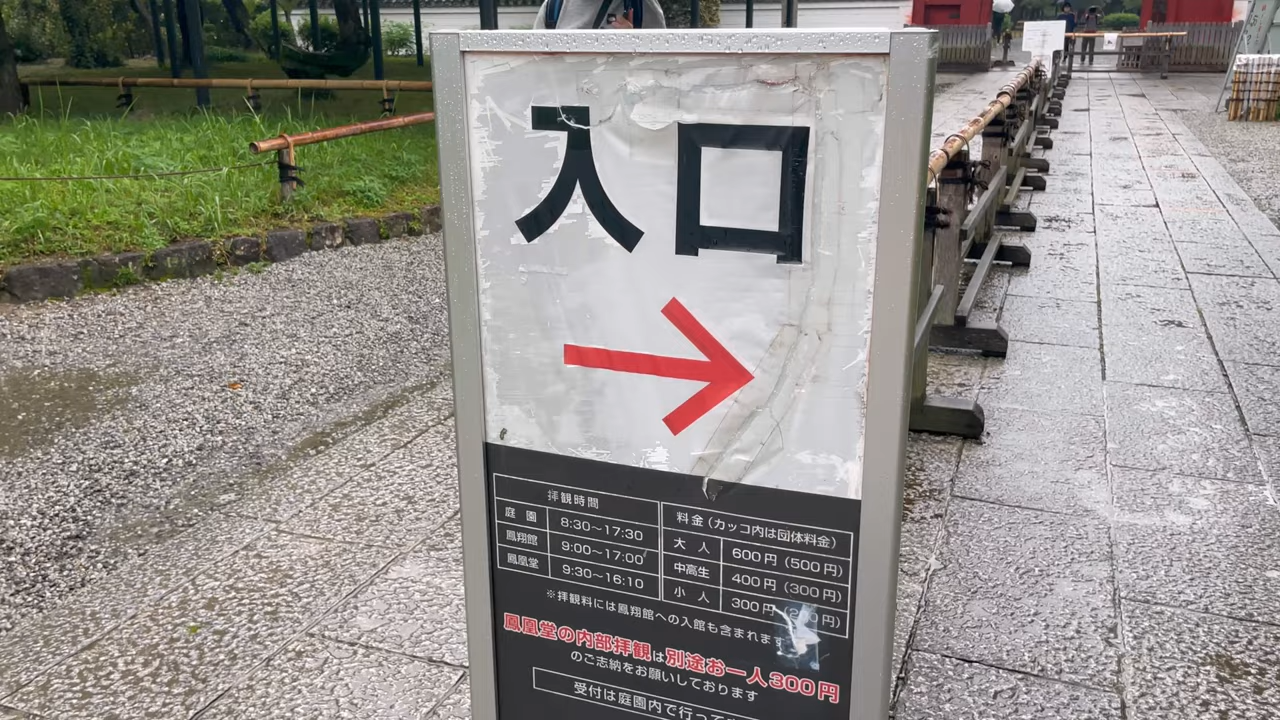 入口
拝観時間
庭園 8:30～17:30
鳳翔館 9:00～17:00
鳳凰堂 9:30～16:10
料金(カッコ内は団体料金)
大人 600円(500円)
中高生 400円(300円)
小人 300円( 円)
※拝観料には鳳翔館への入館も含まれます
鳳凰堂の内部拝観は別途お一人300円
のご志納をお願いしております
受付は庭園内で行って